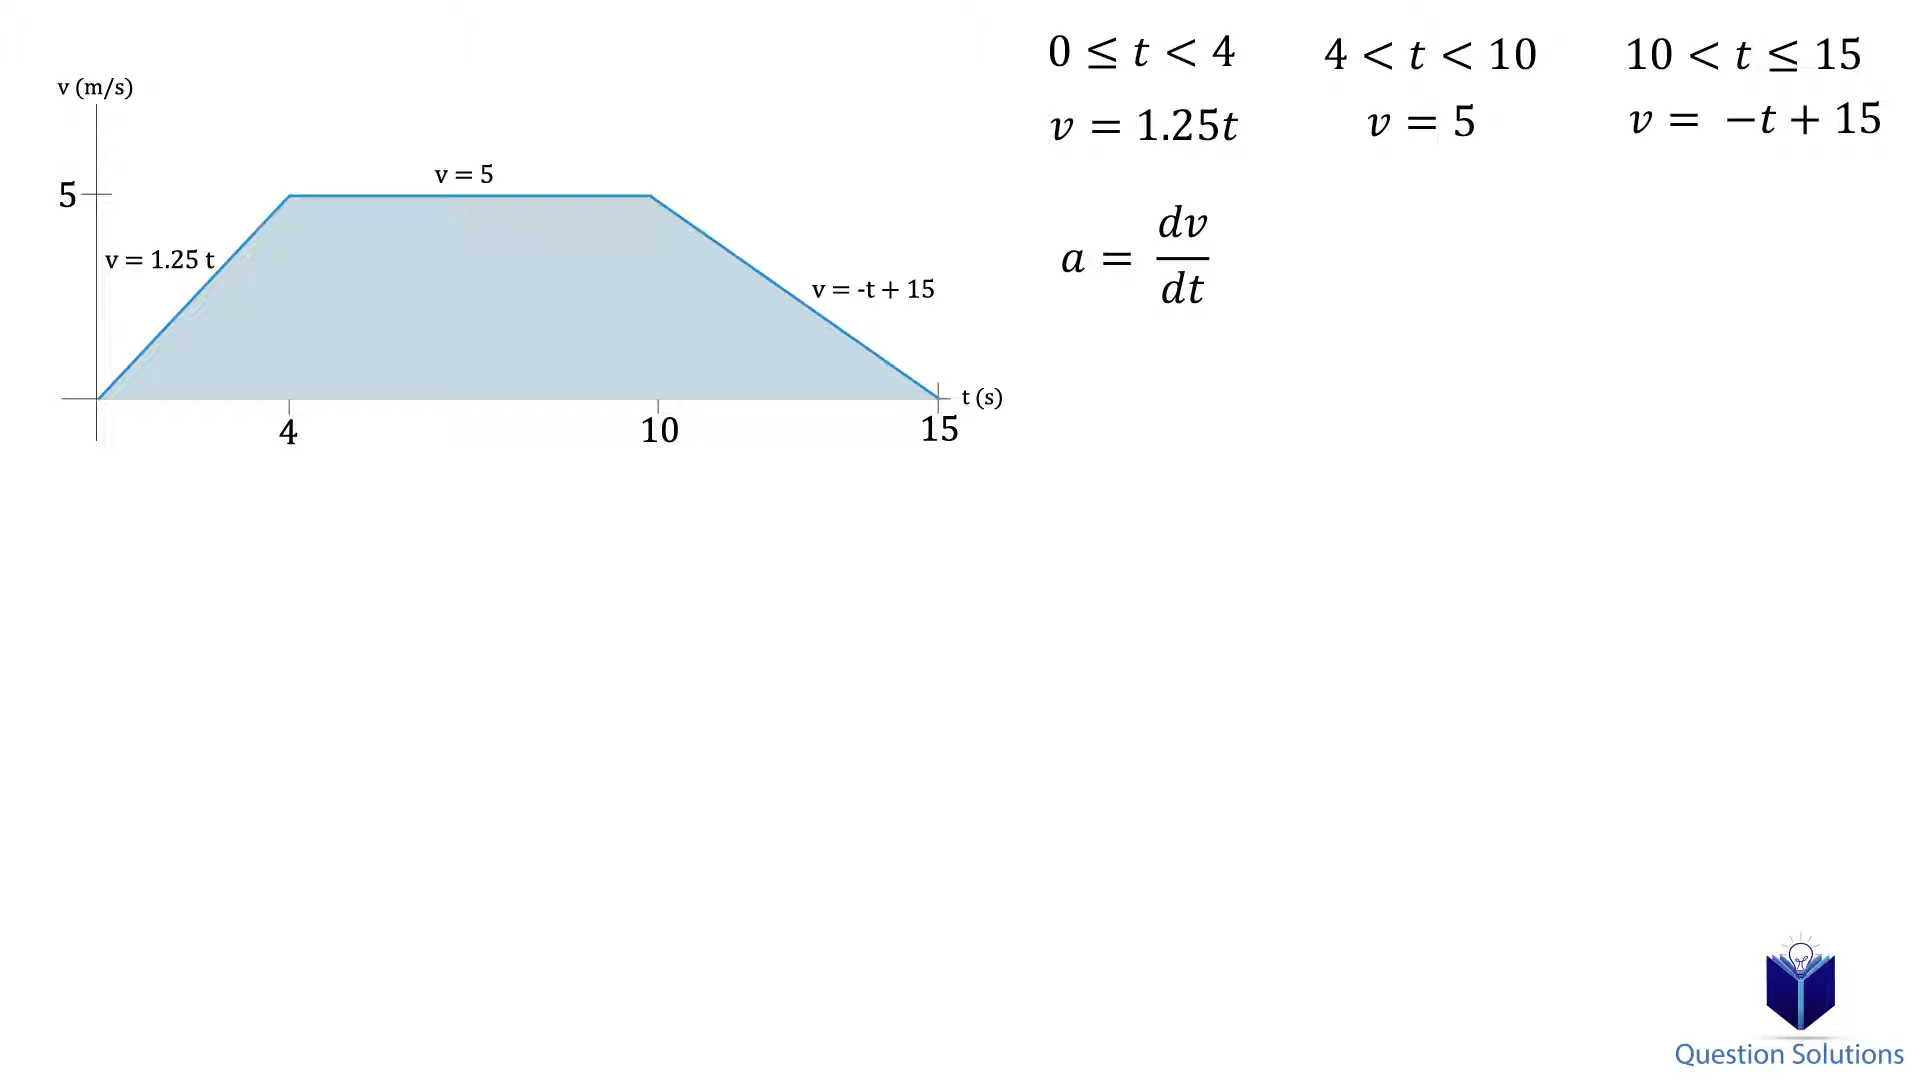 v (m/s)
5
v = 5
v = 1.25 t
v = -t + 15
t (s)
4
10
15
0 ≤ t < 4
v = 1.25t
4 < t < 10
v = 5
10 < t ≤ 15
v = −t + 15
a = dv/dt
Question Solutions